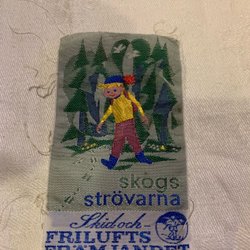 skogs
strövarna
Skid och
FRILUFTS
FRÄMJANDET